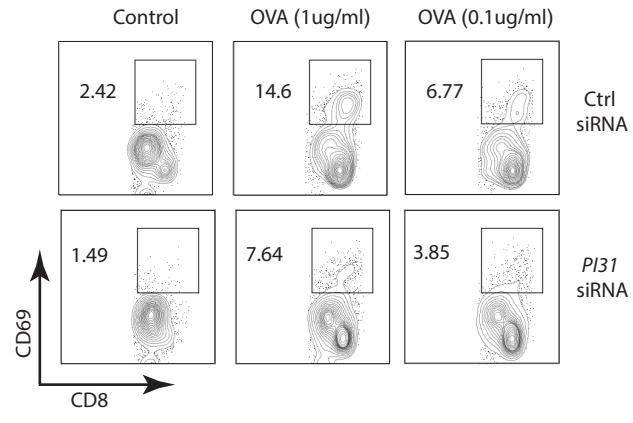 Control OVA (1ug/ml) OVA (0.1ug/ml)
2.42 14.6 6.77
Ctrl
siRNA
1.49 7.64 3.85
PI31
siRNA
CD69
CD8